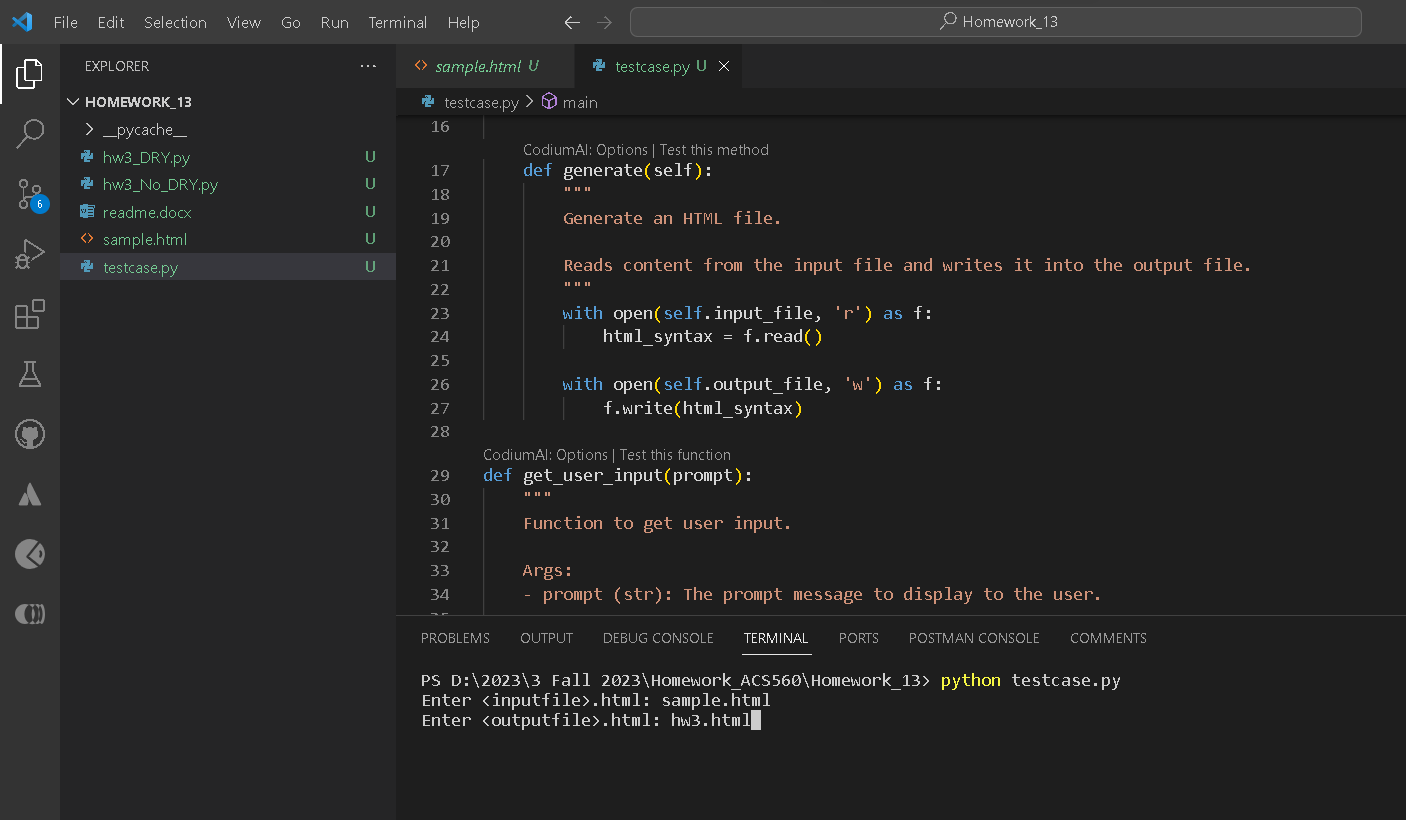 File Edit Selection View Go Run Terminal Help Homework_13
EXPLORER ...
HOMEWORK_13
__pycache__
hw3_DRY.py U
hw3_No_DRY.py U
readme.docx U
sample.html U
testcase.py U
6
sample.html U testcase.py U
testcase.py > main
16
CodiumAI: Options | Test this method
17 def generate(self):
18 """
19 Generate an HTML file.
20
21 Reads content from the input file and writes it into the output file.
22 """
23 with open(self.input_file, 'r') as f:
24 html_syntax = f.read()
25
26 with open(self.output_file, 'w') as f:
27 f.write(html_syntax)
28
CodiumAI: Options | Test this function
29 def get_user_input(prompt):
30 """
31 Function to get user input.
32
33 Args:
34 - prompt (str): The prompt message to display to the user.
PROBLEMS OUTPUT DEBUG CONSOLE TERMINAL PORTS POSTMAN CONSOLE COMMENTS
PS D:\2023\3 Fall 2023\Homework_ACS560\Homework_13> python testcase.py
Enter <inputfile>.html: sample.html
Enter <outputfile>.html: hw3.html